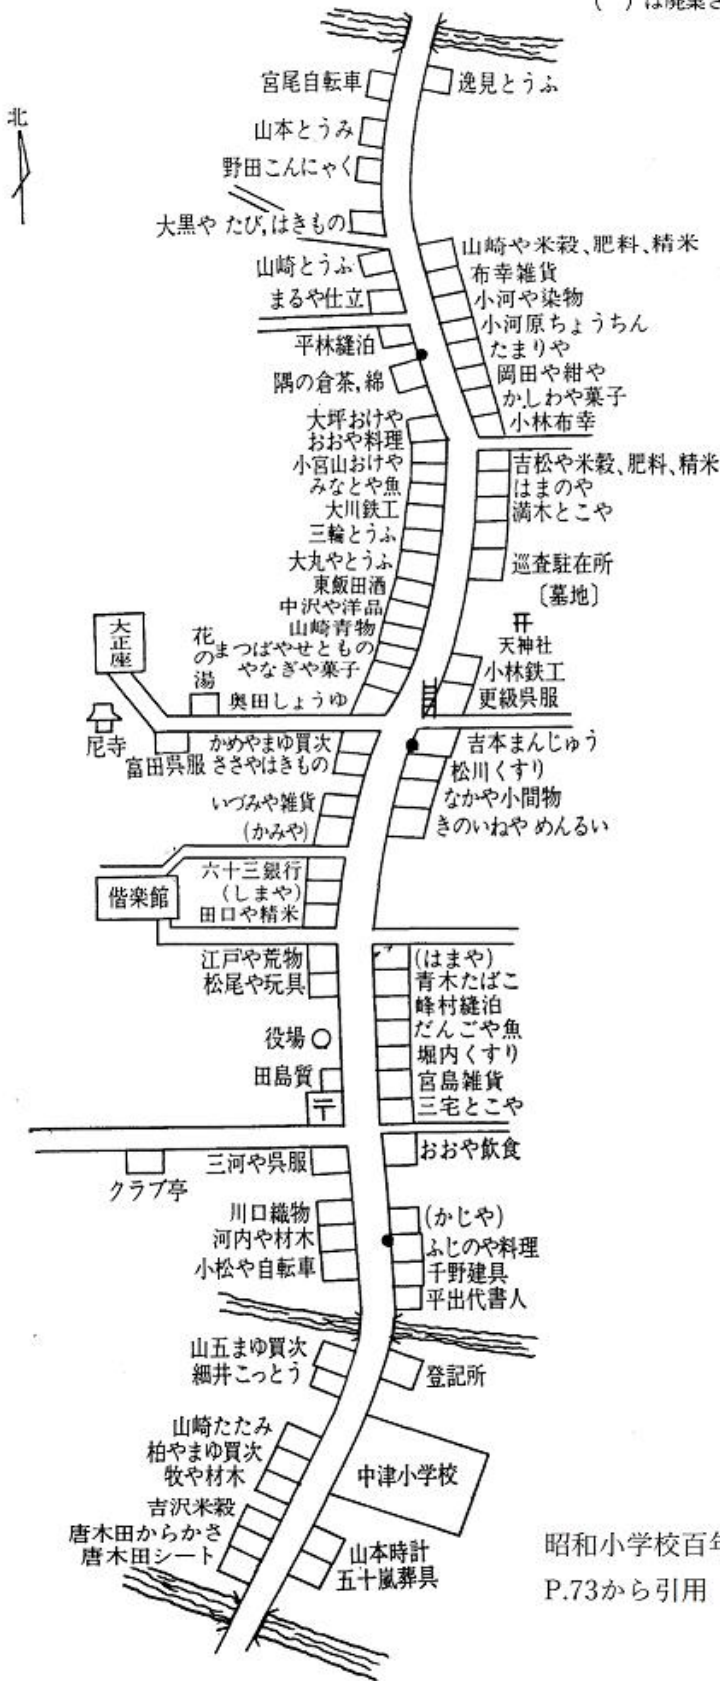 ( )は廃業さ
宮尾自転車
逸見とうふ
北
山本とうみ
野田こんにゃく
大黒や たび,はきもの
山崎とうふ
まるや仕立
平林縫泊
隅の倉茶,綿
山崎や米穀、肥料、精米
布幸雑貨
小河や染物
小河原ちょうちん
たまりや
岡田や紺や
かしわや菓子
小林布幸
大坪おけや
おおや料理
小宮山おけや
みなとや魚
大川鉄工
三輪とうふ
大丸やとうふ
東飯田酒
中沢や洋品
山崎青物
まつばやせともの
やなぎや菓子
奥田しょうゆ
吉松や米穀、肥料、精米
はまのや
満木とこや
巡査駐在所
〔墓地〕
天神社
小林鉄工
更級呉服
大正座
花の湯
尼寺
富田呉服
かめやまゆ買次
ささやはきもの
いづみや雑貨
(かみや)
吉本まんじゅう
松川くすり
なかや小間物
きのいねや めんるい
六十三銀行
(しまや)
田口や精米
偕楽館
江戸や荒物
松尾や玩具
役場
田島質
〒
(はまや)
青木たばこ
峰村縫泊
だんごや魚
堀内くすり
宮島雑貨
三宅とこや
おおや飲食
三河や呉服
クラブ亭
川口織物
河内や材木
小松や自転車
(かじや)
ふじのや料理
千野建具
平出代書人
山五まゆ買次
細井こっとう
登記所
山崎たたみ
柏やまゆ買次
牧や材木
中津小学校
吉沢米穀
唐木田からかさ
唐木田シート
山本時計
五十嵐葬具
昭和小学校百年
P.73から引用